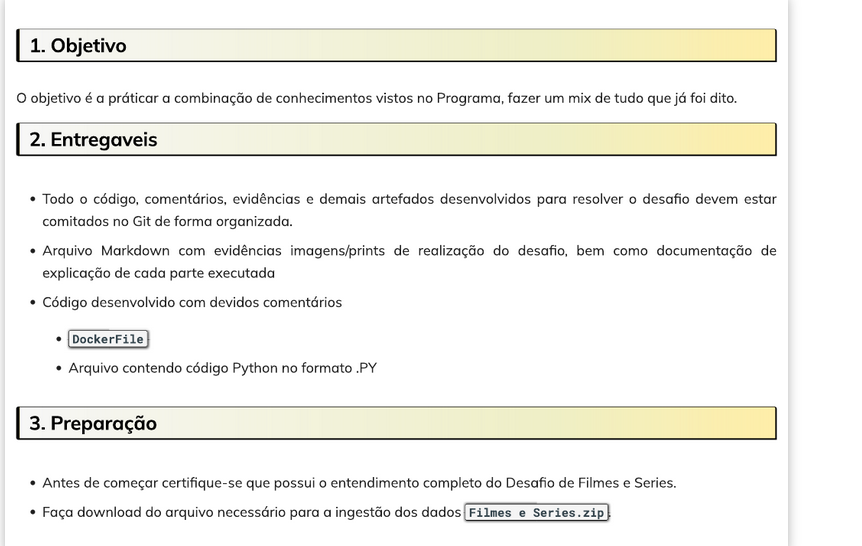 1. Objetivo
O objetivo é a práticar a combinação de conhecimentos vistos no Programa, fazer um mix de tudo que já foi dito.
2. Entregaveis
• Todo o código, comentários, evidências e demais artefados desenvolvidos para resolver o desafio devem estar
comitados no Git de forma organizada.
• Arquivo Markdown com evidências imagens/prints de realização do desafio, bem como documentação de
explicação de cada parte executada
• Código desenvolvido com devidos comentários
• DockerFile
• Arquivo contendo código Python no formato .PY
3. Preparação
• Antes de começar certifique-se que possui o entendimento completo do Desafio de Filmes e Series.
• Faça download do arquivo necessário para a ingestão dos dados Filmes e Series.zip.